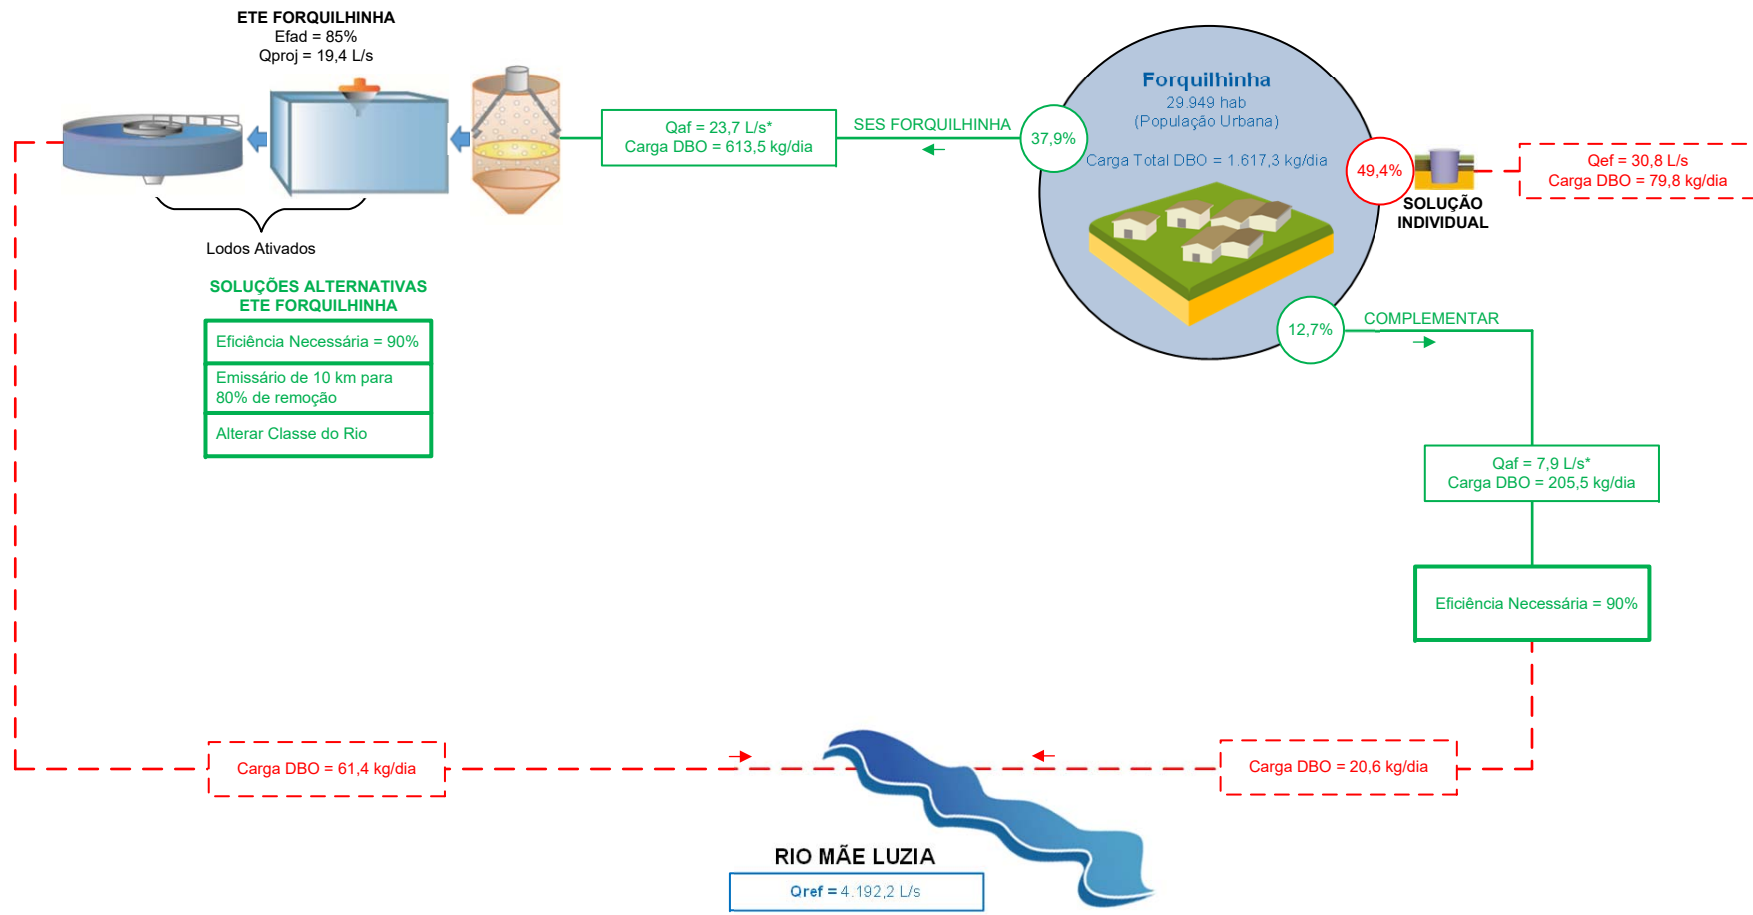 ETE FORQUILHINHA
Efad = 85%
Qproj = 19,4 L/s
Lodos Ativados
SOLUÇÕES ALTERNATIVAS
ETE FORQUILHINHA
Eficiência Necessária = 90%
Emissário de 10 km para
80% de remoção
Alterar Classe do Rio
Qaf = 23,7 L/s*
Carga DBO = 613,5 kg/dia
SES FORQUILHINHA
37,9%
Forquilhinha
29.949 hab
(População Urbana)
Carga Total DBO = 1.617,3 kg/dia
49,4%
SOLUÇÃO
INDIVIDUAL
Qef = 30,8 L/s
Carga DBO = 79,8 kg/dia
12,7%
COMPLEMENTAR
Qaf = 7,9 L/s*
Carga DBO = 205,5 kg/dia
Eficiência Necessária = 90%
Carga DBO = 61,4 kg/dia
Carga DBO = 20,6 kg/dia
RIO MÃE LUZIA
Qref = 4.192,2 L/s